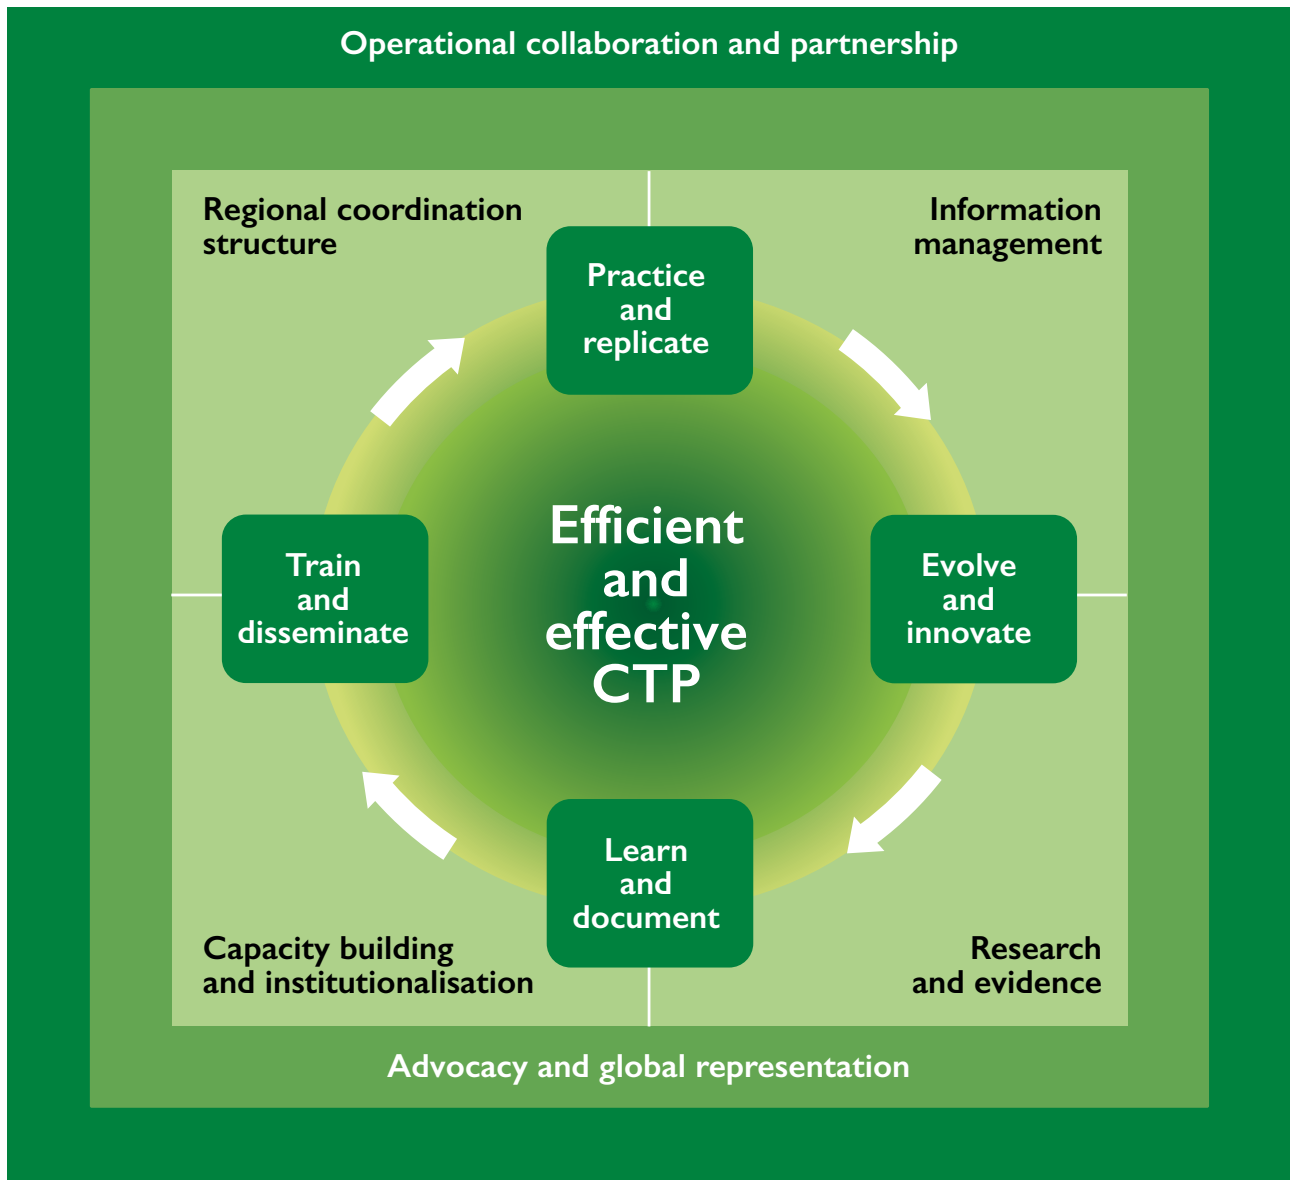 Operational collaboration and partnership
Regional coordination
structure
Information
management
Practice
and
replicate
Train
and
disseminate
Efficient
and
effective
CTP
Evolve
and
innovate
Learn
and
document
Capacity building
and institutionalisation
Research
and evidence
Advocacy and global representation